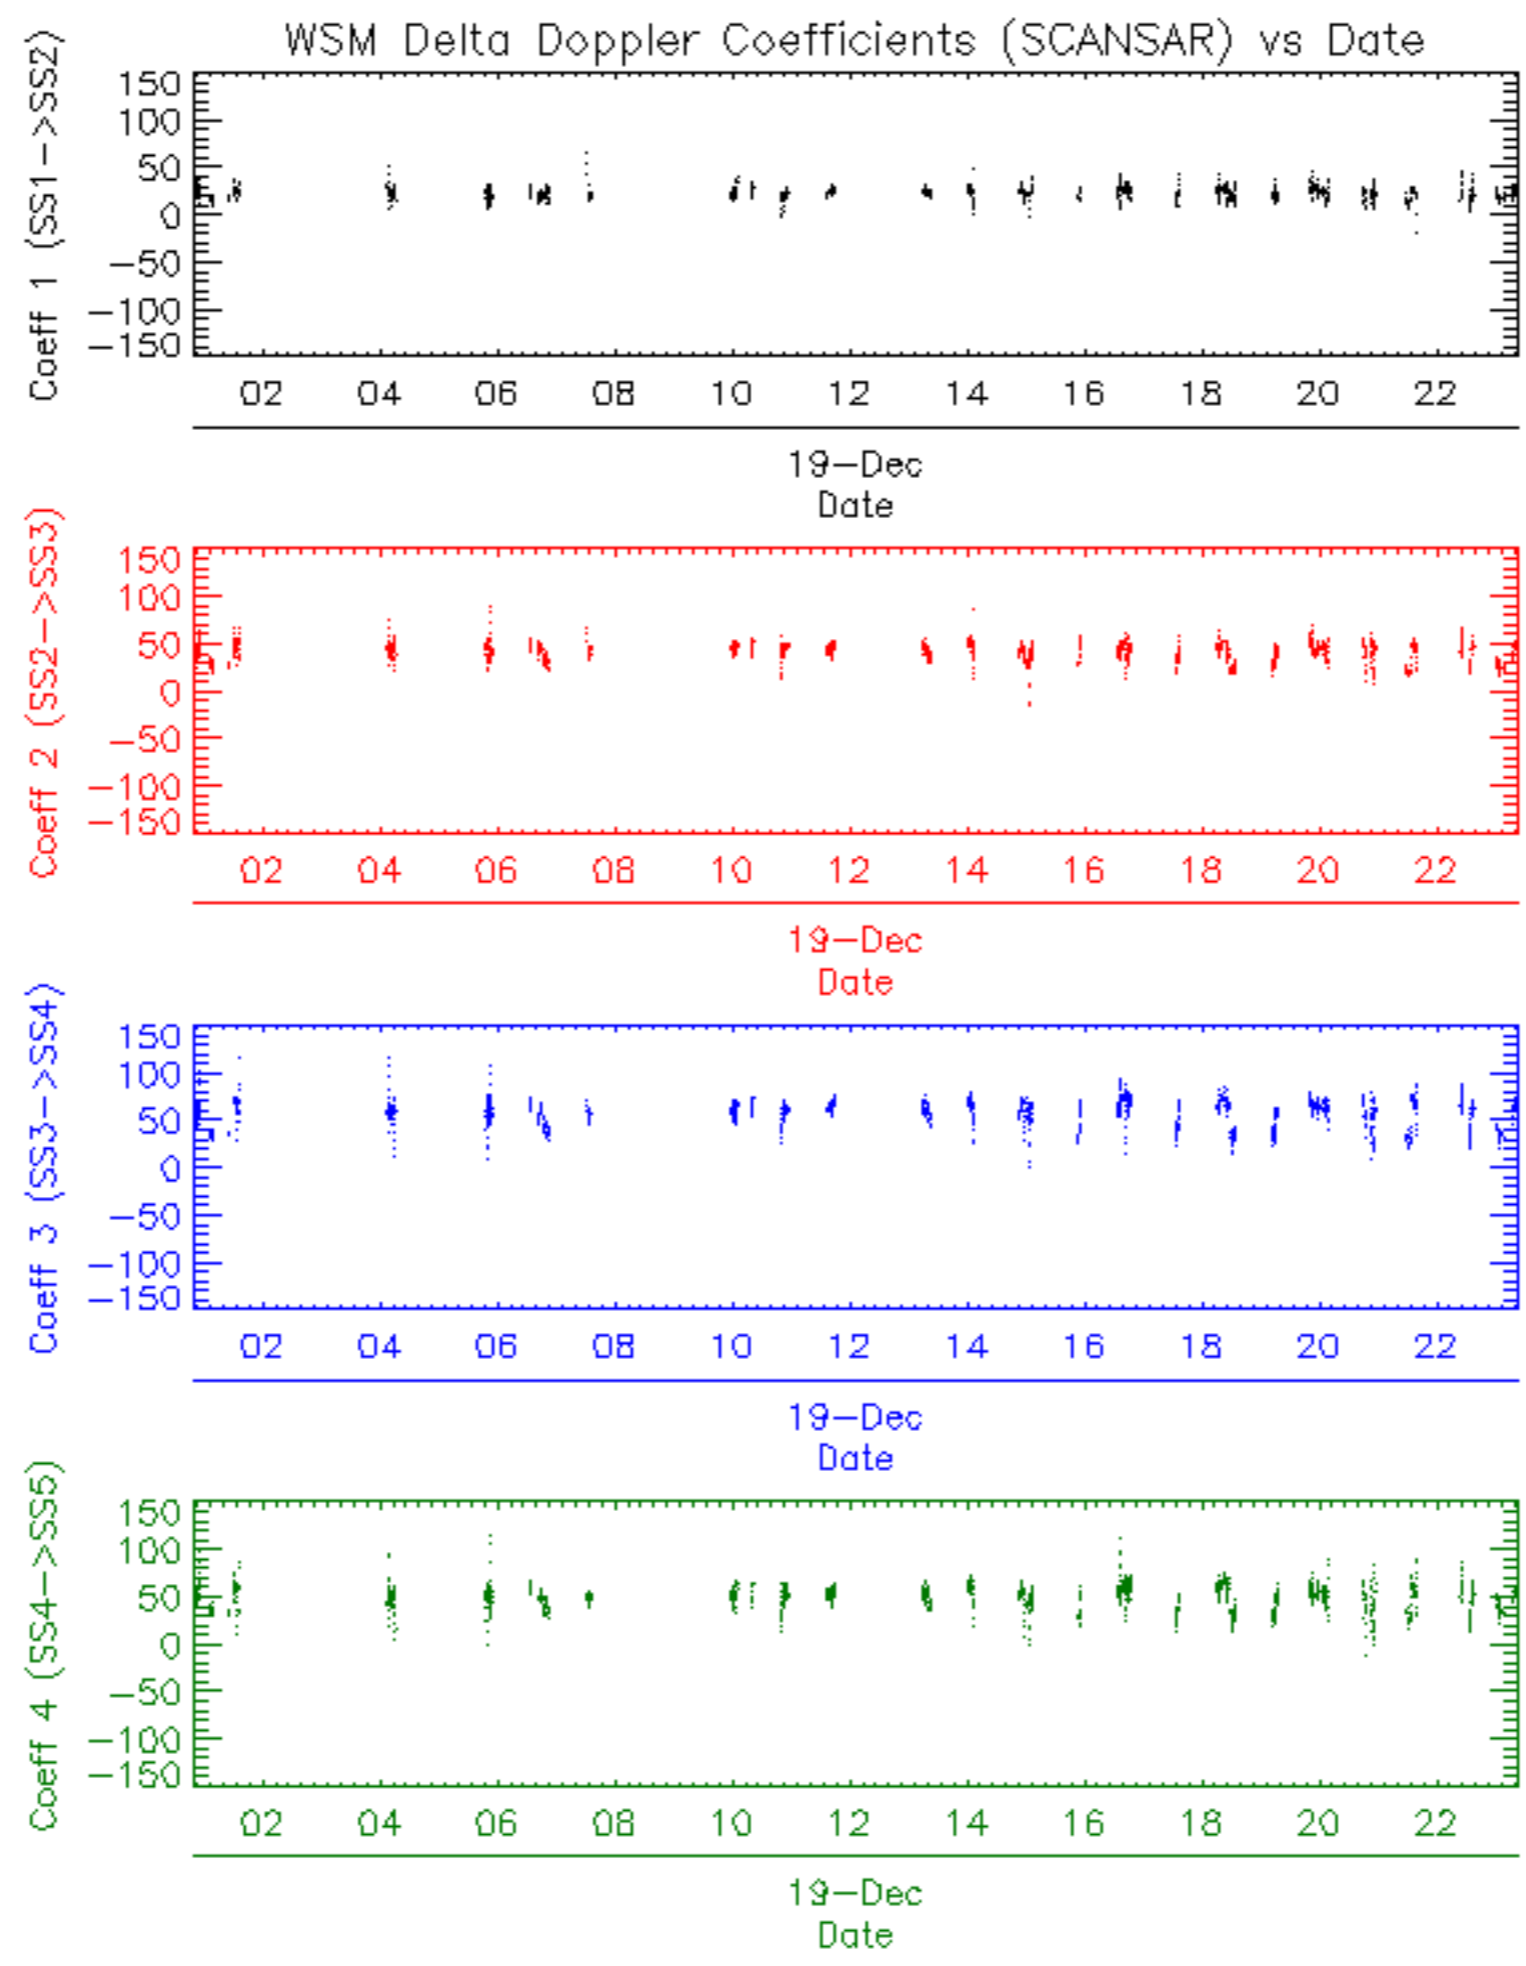 WSM Delta Doppler Coefficients (SCANSAR) vs Date
Coeff 1 (SS1->SS2)
150
100
50
0
-50
-100
-150
02 04 06 08 10 12 14 16 18 20 22
19-Dec
Date
Coeff 2 (SS2->SS3)
150
100
50
0
-50
-100
-150
02 04 06 08 10 12 14 16 18 20 22
19-Dec
Date
Coeff 3 (SS3->SS4)
150
100
50
0
-50
-100
-150
02 04 06 08 10 12 14 16 18 20 22
19-Dec
Date
Coeff 4 (SS4->SS5)
150
100
50
0
-50
-100
-150
02 04 06 08 10 12 14 16 18 20 22
19-Dec
Date